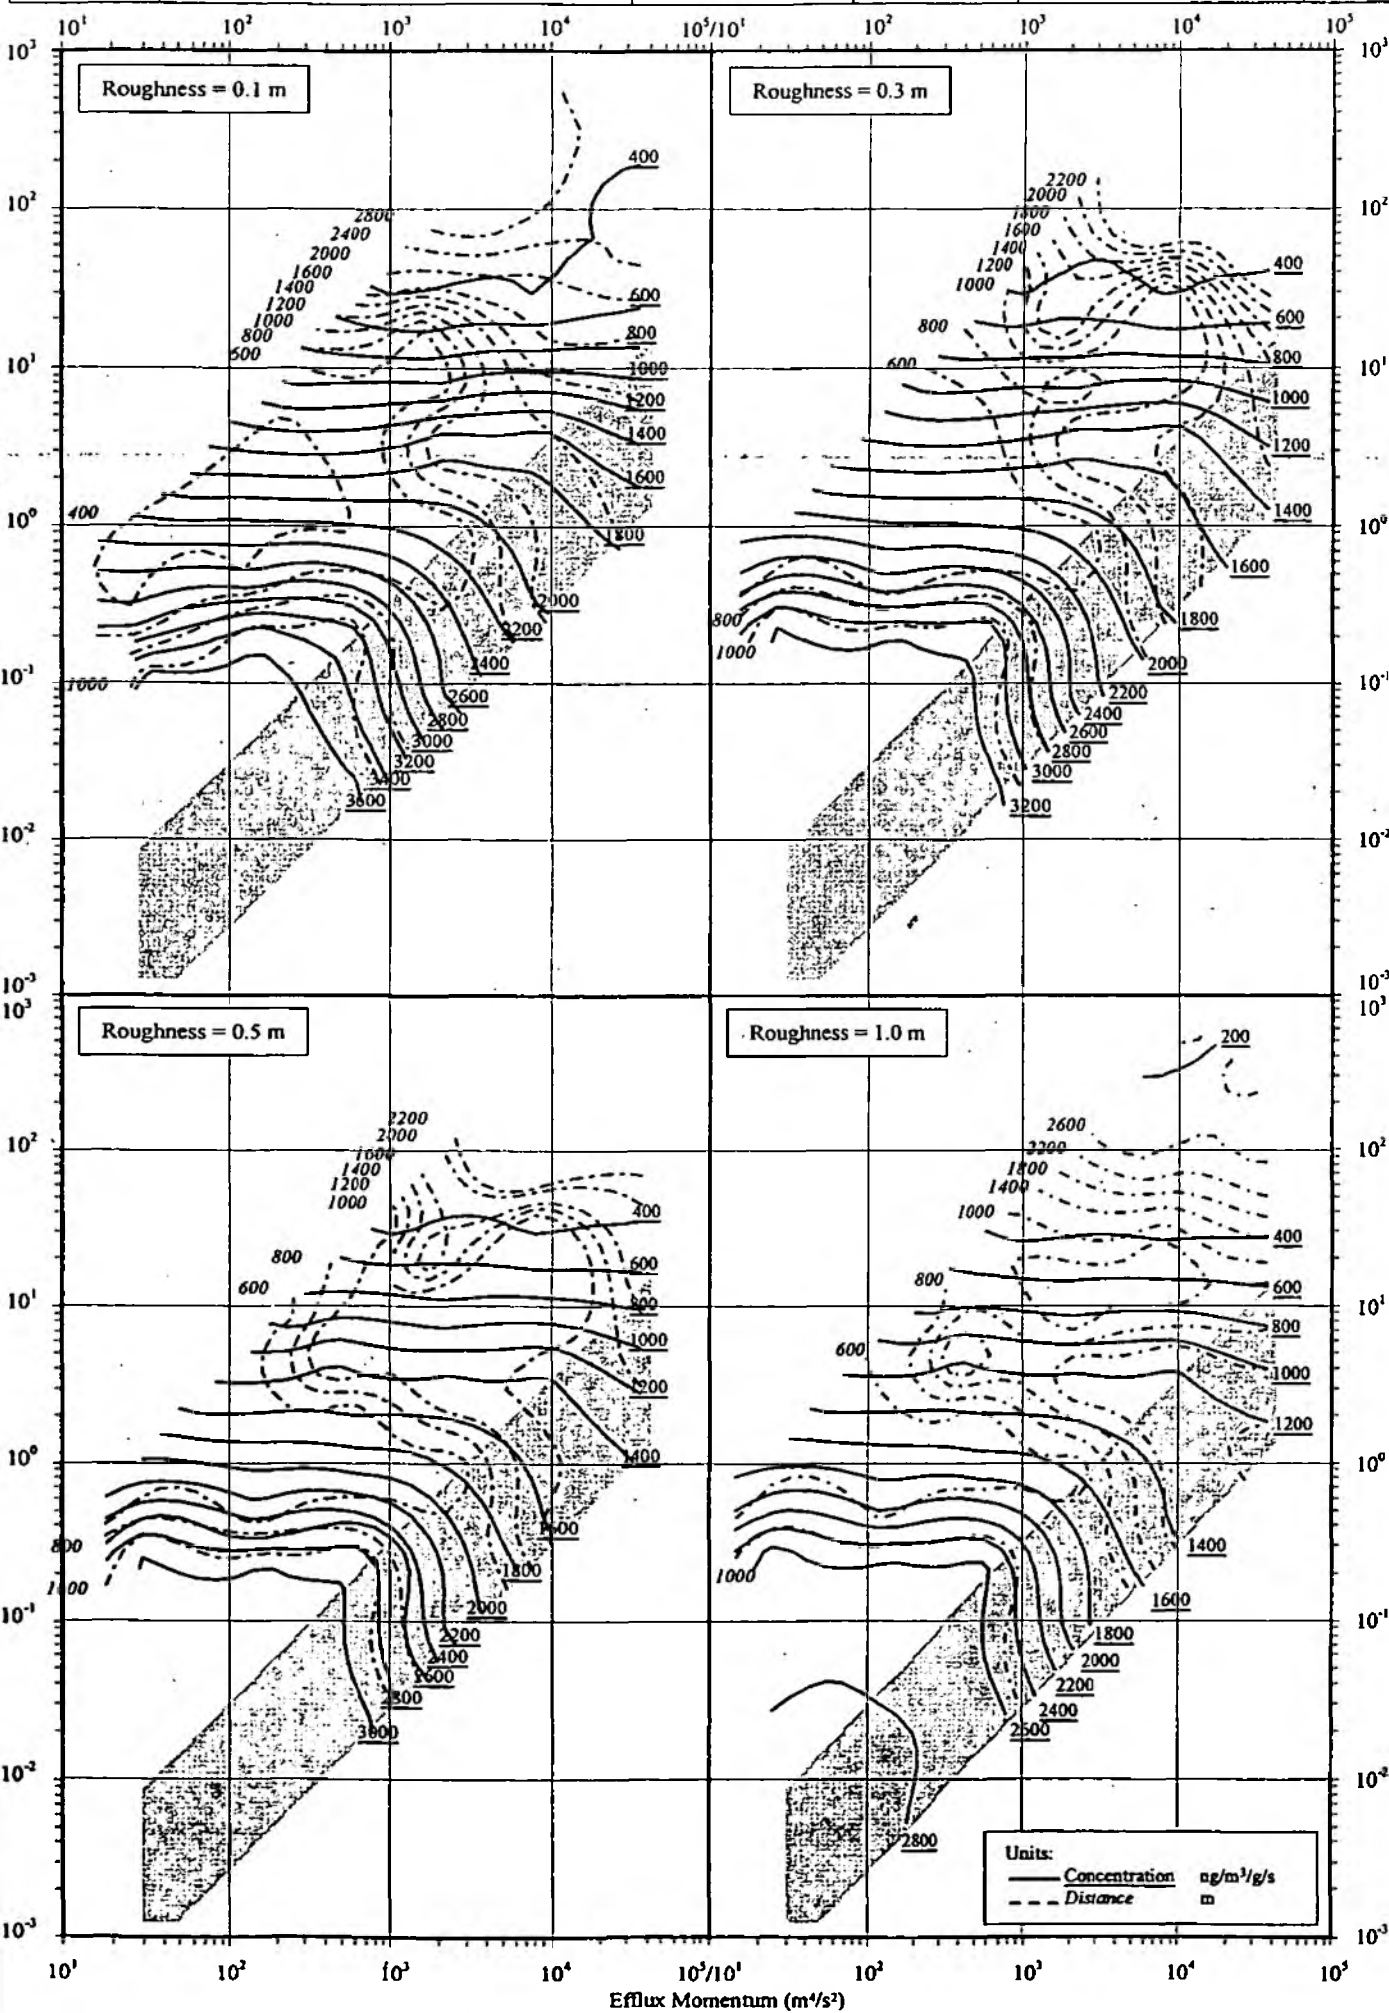 10¹ 10² 10³ 10⁴ 10⁵/10¹ 10² 10³ 10⁴ 10⁵
10³ 10³
Roughness = 0.1 m
Roughness = 0.3 m
400
10² 2200 10²
2800 2000
2400 1800
2000 1600
1600 1400 400
1400 1200
1200 600 1000
1000 800 600
800 800
600 600
10¹ 1000 800 10¹
1200 1000
1400 1200
1600
400 1400
10⁰ 1800 10⁰
1600
2000 800 1800
2200 1000
2400 2000
10⁻¹ 1000 2600 2200 10⁻¹
2800 2400
3000 2600
3200 2800
3400 3000
3600 3200
10⁻² 10⁻²
10⁻³ 10⁻³
10³ 10³
Roughness = 0.5 m
Roughness = 1.0 m
200
2200 2600
10² 2000 2200 10²
1600 1800
1400 1400
1200 1000
1000 400 400
800 600 800 600
600
10¹ 800 800 10¹
1000 600 1000
1200 1200
10⁰ 1400 10⁰
800 1600 1400
1000 1800 1000 1600
10⁻¹ 2000 1800 10⁻¹
2200 2000
2400 2200
2600 2400
2800 2600
3000
10⁻² 10⁻²
2800
Units:
Concentration ng/m³/g/s
Distance m
10⁻³ 10⁻³
10¹ 10² 10³ 10⁴ 10⁵/10¹ 10² 10³ 10⁴ 10⁵
Efflux Momentum (m⁴/s²)